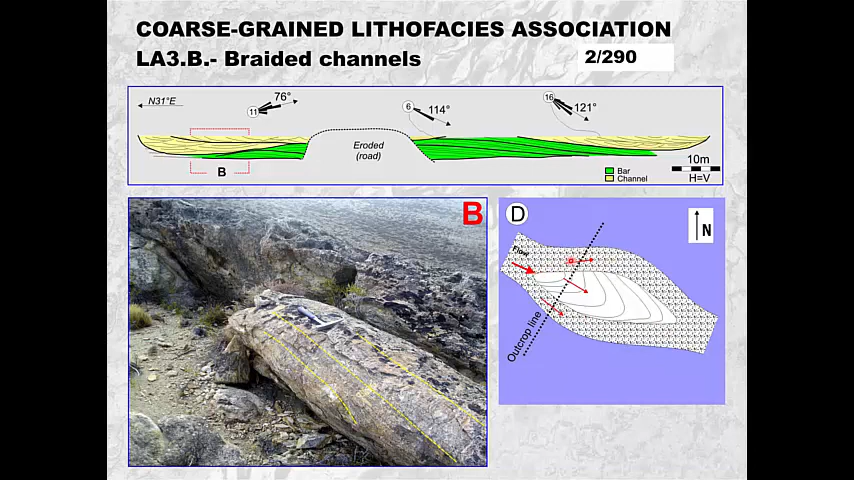 COARSE-GRAINED LITHOFACIES ASSOCIATION
LA3.B.- Braided channels
2/290
N31°E
76°
11
6
114°
16
121°
Eroded
(road)
B
Bar
Channel
10m
H=V
B
D
N
Flow
Outcrop line